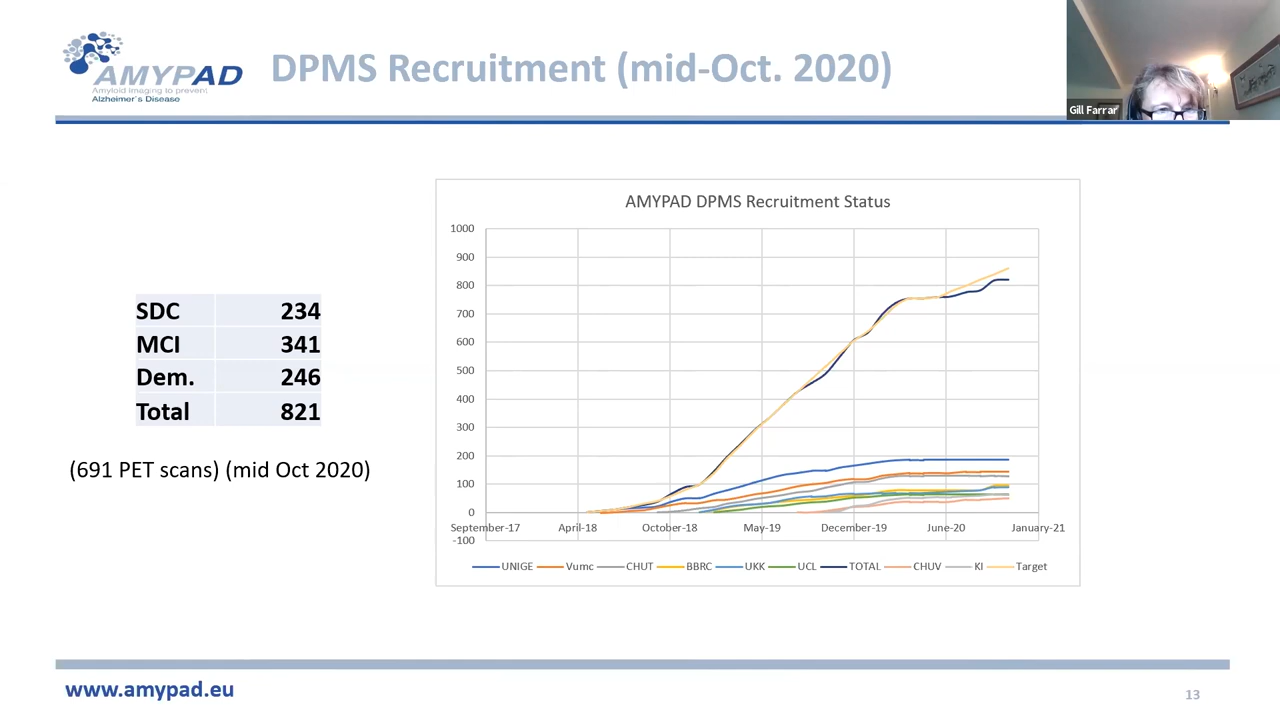 AMYPAD
Amyloid imaging to prevent
Alzheimer's Disease
DPMS Recruitment (mid-Oct. 2020)
Gill Farrar
SDC 234
MCI 341
Dem. 246
Total 821
(691 PET scans) (mid Oct 2020)
AMYPAD DPMS Recruitment Status
1000
900
800
700
600
500
400
300
200
100
0
-100
September-17 April-18 October-18 May-19 December-19 June-20 January-21
UNIGE Vumc CHUT BBRC UKK UCL TOTAL CHUV KI Target
www.amypad.eu
13